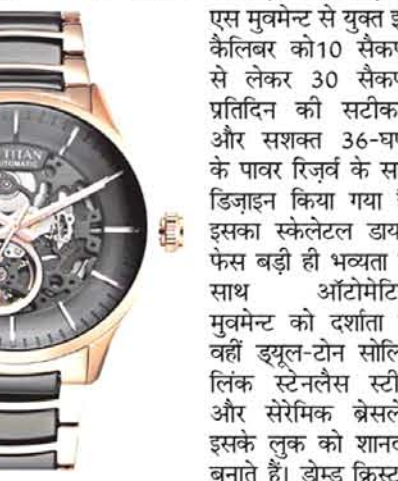 TITAN
AUTOMATIC
एस मुवमेन्ट से युक्त इ
कैलिबर को10 सैकण
से लेकर 30 सैकण
प्रतिदिन की सटीक
और सशक्त 36-घण
के पावर रिज़र्व के स
डिज़ाइन किया गया
इसका स्केलेटल डाय
फेस बड़ी ही भव्यता
साथ ऑटोमेटि
मुवमेन्ट को दर्शाता
वहीं ड्यूल-टोन सोलि
लिंक स्टेनलैस स्टी
और सेरेमिक ब्रेसले
इसके लुक को शानद
बनाते हैं। डोम्ड क्रिस्ट